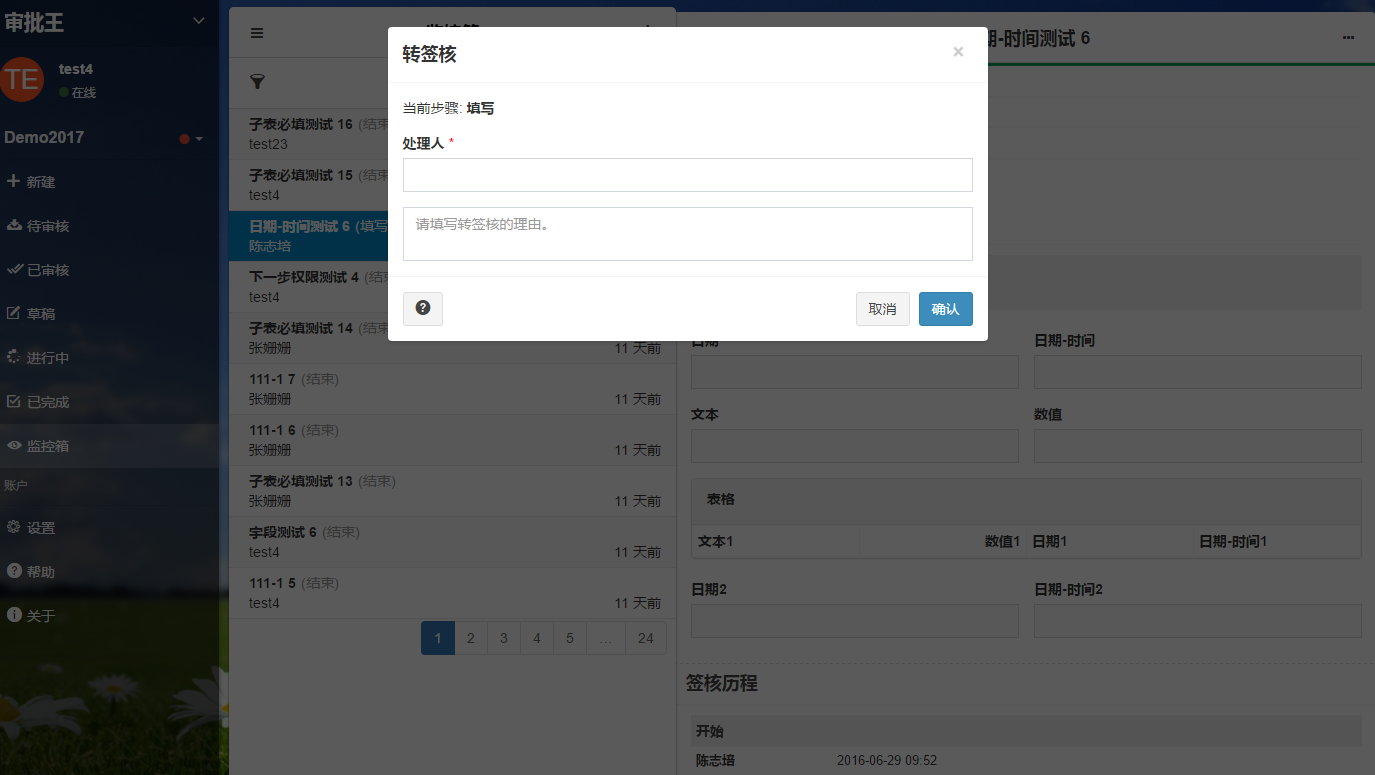 审批王
TE
test4
在线
Demo2017
新建
待审核
已审核
草稿
进行中
已完成
监控箱
账户
设置
帮助
关于
子表必填测试 16 (结束
test23
子表必填测试 15 (结束
test4
日期-时间测试 6 (填写
陈志培
下一步权限测试 4 (结束
test4
子表必填测试 14 (结束
张姗姗 11 天前
111-1 7 (结束)
张姗姗 11 天前
111-1 6 (结束)
张姗姗 11 天前
子表必填测试 13 (结束)
张姗姗 11 天前
字段测试 6 (结束)
test4 11 天前
111-1 5 (结束)
test4 11 天前
1 2 3 4 5 ... 24
转签核 ×
当前步骤: 填写
处理人 *
请填写转签核的理由。
取消 确认
期-时间测试 6
日期 日期-时间
文本 数值
表格
文本1 数值1 日期1 日期-时间1
日期2 日期-时间2
签核历程
开始
陈志培 2016-06-29 09:52